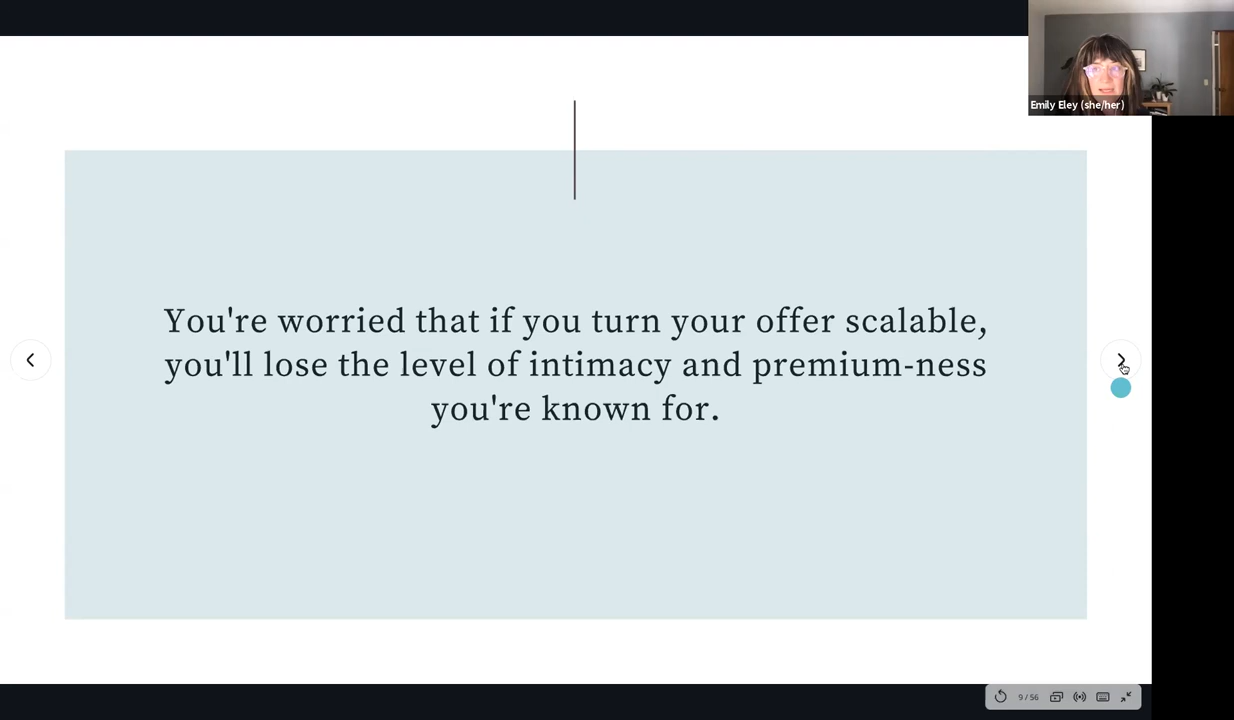 Emily Eley (she/her)
You're worried that if you turn your offer scalable,
you'll lose the level of intimacy and premium-ness
you're known for.
9 / 56